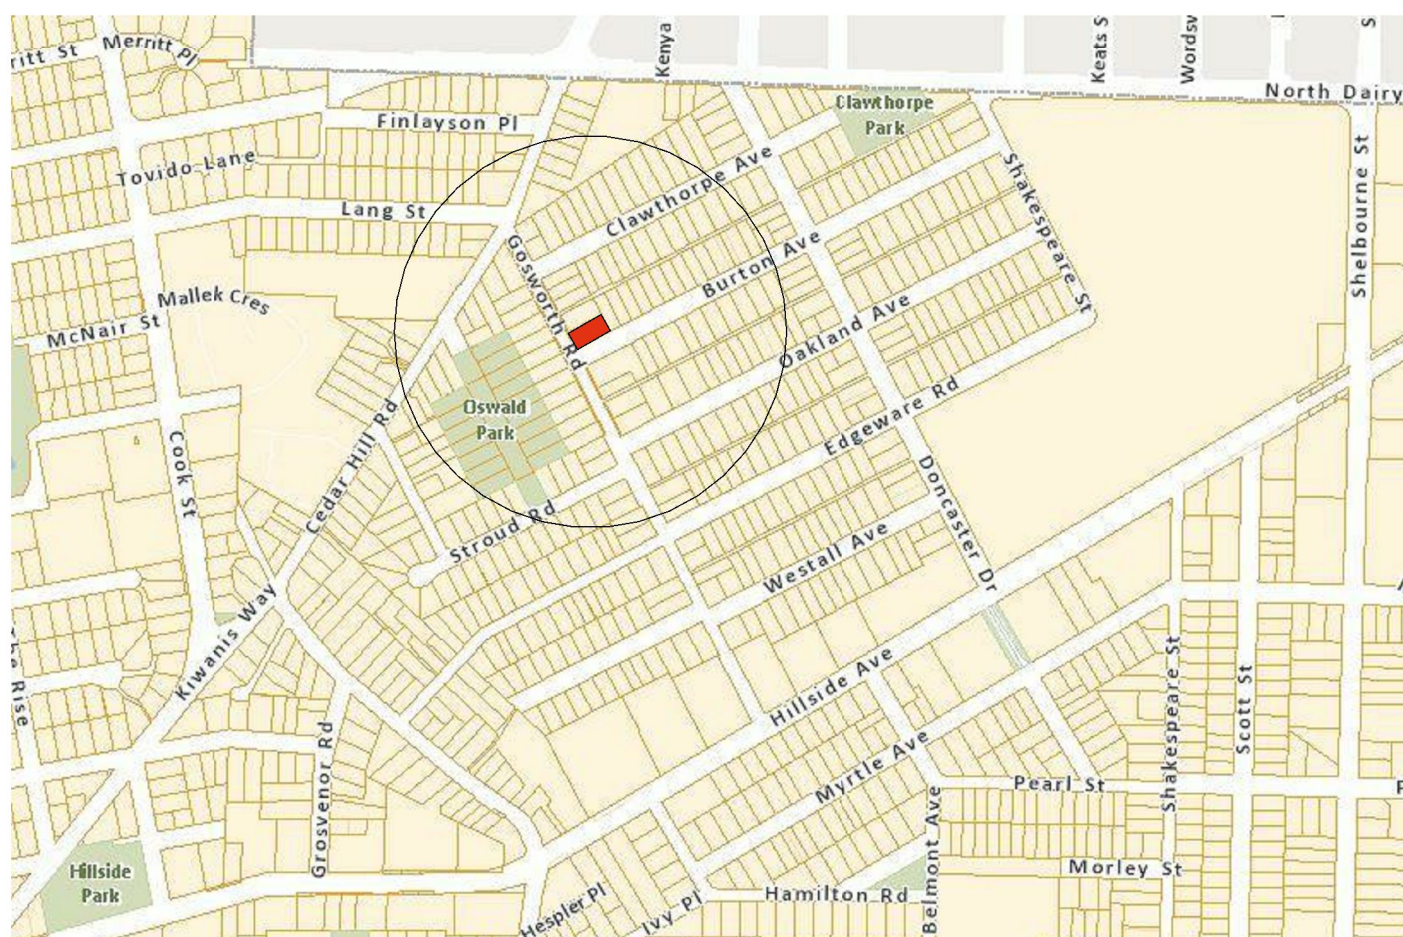 ritt St
Merritt Pl
Kenya
Keats S
Wordsv
S
North Dairy
Finlayson Pl
Clawthorpe
Park
Tovido Lane
Clawthorpe Ave
Shakespeare St
Shelbourne St
Lang St
Gosworth Rd
Burton Ave
Mallek Cres
McNair St
Oakland Ave
Oswald
Park
Cedar Hill Rd
Cook St
Edgeware Rd
Doncaster Dr
Stroud Rd
Westall Ave
Kiwanis Way
The Rise
Hillside Ave
Shakespeare St
Scott St
Grosvenor Rd
Myrtle Ave
Pearl St
Belmont Ave
Morley St
Hillside
Park
Hamilton Rd
Hespler Pl
Ivy Pl